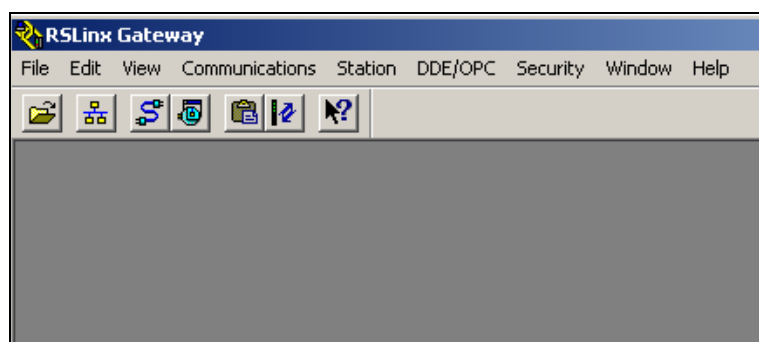 RSLinx Gateway
File Edit View Communications Station DDE/OPC Security Window Help